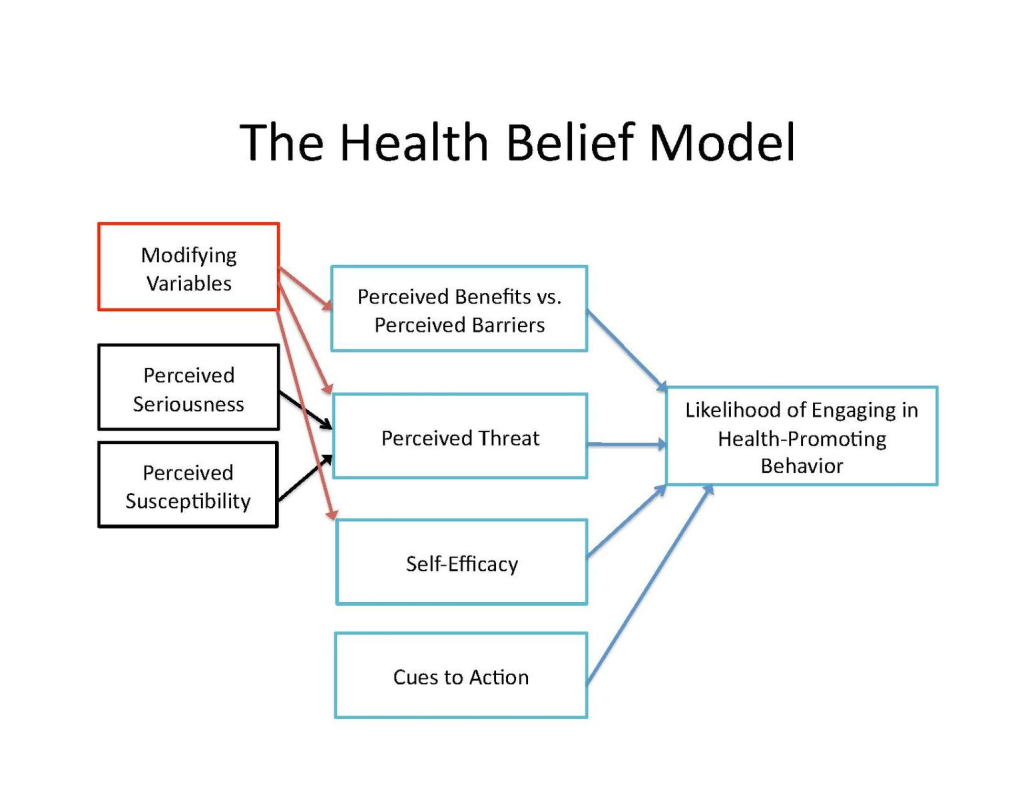 The Health Belief Model
Modifying
Variables
Perceived Benefits vs.
Perceived Barriers
Perceived
Seriousness
Perceived Threat
Likelihood of Engaging in
Health-Promoting
Behavior
Perceived
Susceptibility
Self-Efficacy
Cues to Action